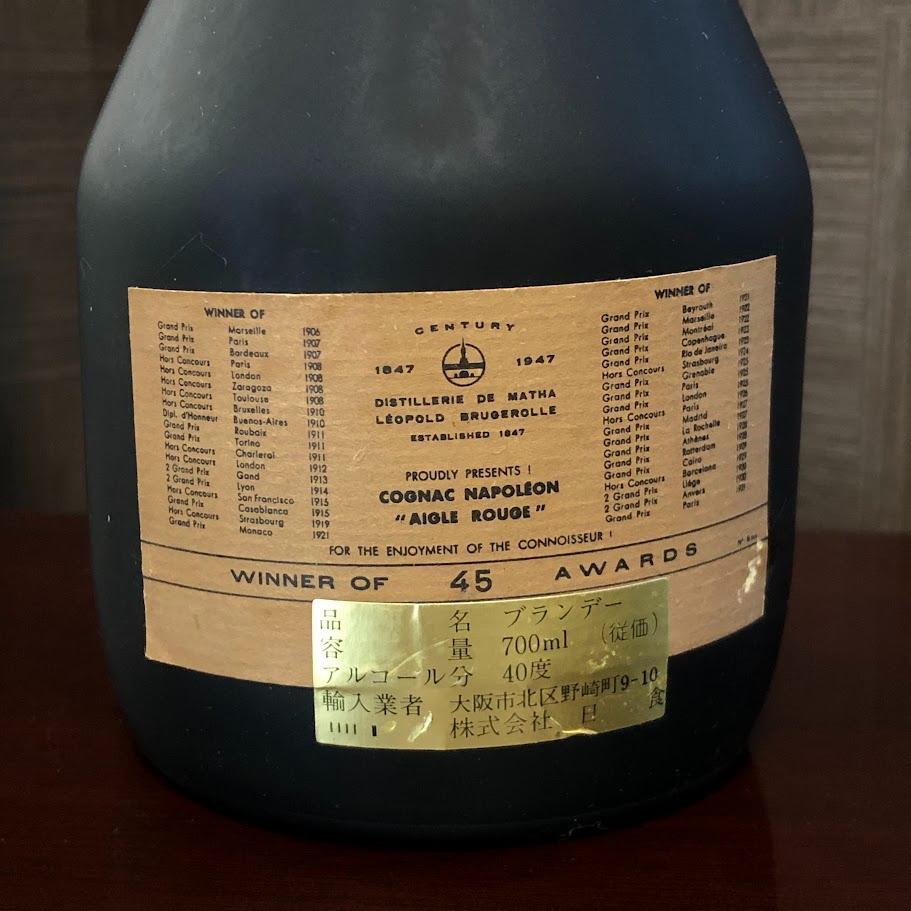 WINNER OF
Grand Prix Marseille 1906
Grand Prix Paris 1907
Grand Prix Bordeaux 1907
Hors Concours Paris 1908
Hors Concours London 1908
Hors Concours Zaragoza 1908
Hors Concours Toulouse 1908
Hors Concours Bruxelles 1910
Dipl. d'Honneur Buenos-Aires 1910
Grand Prix Roubaix 1911
Grand Prix Torino 1911
Hors Concours Charleroi 1911
Hors Concours London 1912
2 Grand Prix Gand 1913
2 Grand Prix Lyon 1914
Hors Concours San Francisco 1915
Grand Prix Casablanca 1915
Hors Concours Strasbourg 1919
Grand Prix Monaco 1921
CENTURY
1847 1947
DISTILLERIE DE MATHA
LÉOPOLD BRUGEROLLE
ESTABLISHED 1847
PROUDLY PRESENTS !
COGNAC NAPOLÉON
"AIGLE ROUGE"
FOR THE ENJOYMENT OF THE CONNOISSEUR !
WINNER OF
Grand Prix Beyrouth
Grand Prix Marseille
Grand Prix Montréal
Grand Prix Copenhague
Grand Prix Rio de Janeiro
Hors Concours Strasbourg
Grand Prix Grenoble
Grand Prix Paris
Grand Prix London
Hors Concours Paris
Grand Prix Madrid
Grand Prix La Rochelle
Grand Prix Athènes
Grand Prix Rotterdam
Grand Prix Cairo
Hors Concours Barcelona
2 Grand Prix Liège
2 Grand Prix Anvers
Grand Prix Paris
WINNER OF 45 AWARDS
品名 ブランデー
容量 700ml (従価)
アルコール分 40度
輸入業者 大阪市北区野崎町9-10
株式会社 日食